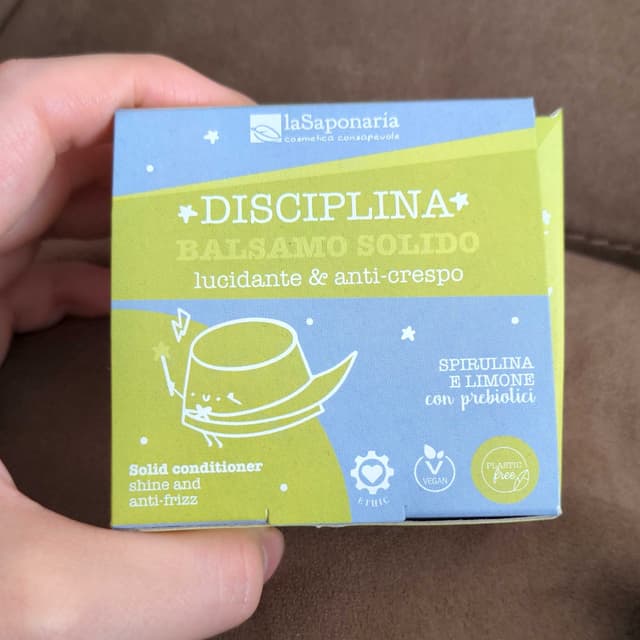 laSaponaria
cosmetica consapevole
DISCIPLINA
BALSAMO SOLIDO
lucidante & anti-crespo
SPIRULINA
E LIMONE
con prebiotici
Solid conditioner
shine and
anti-frizz
ETHIC
VEGAN
PLASTIC
free